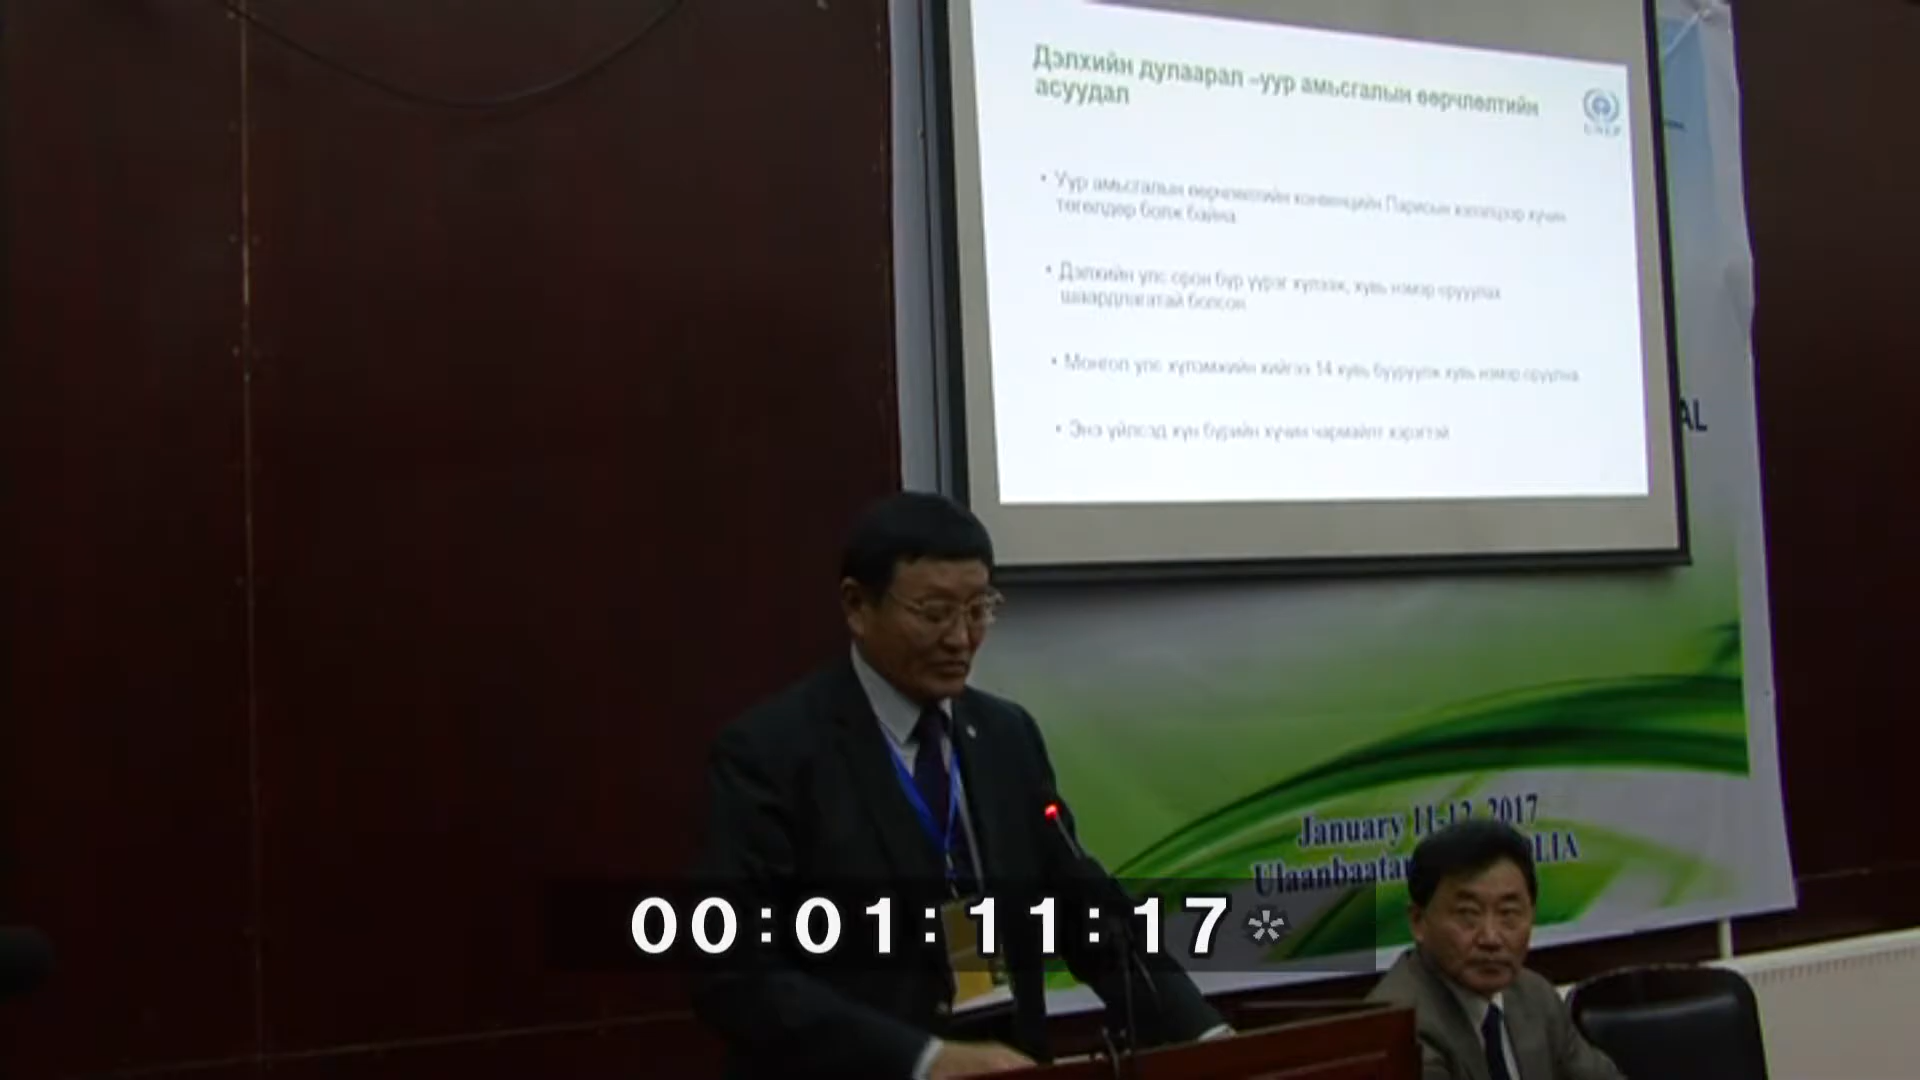 Дэлхийн дулаарал –уур амьсгалын өөрчлөлтийн
асуудал
UNEP
• Уур амьсгалын өөрчлөлтийн конвенцийн Парисын хэлэлцээр хүчин
төгөлдөр болж байна
• Дэлхийн улс орон бүр үүрэг хүлээж, хувь нэмэр оруулах
шаардлагатай болсон
• Монгол улс хүлэмжийн хийгээ 14 хувь бууруулж хувь нэмэр оруулна
• Энэ үйлсэд хүн бүрийн хүчин чармайлт хэрэгтэй
AL
January 11-12, 2017
Ulaanbaatar
LIA
00:01:11:17*